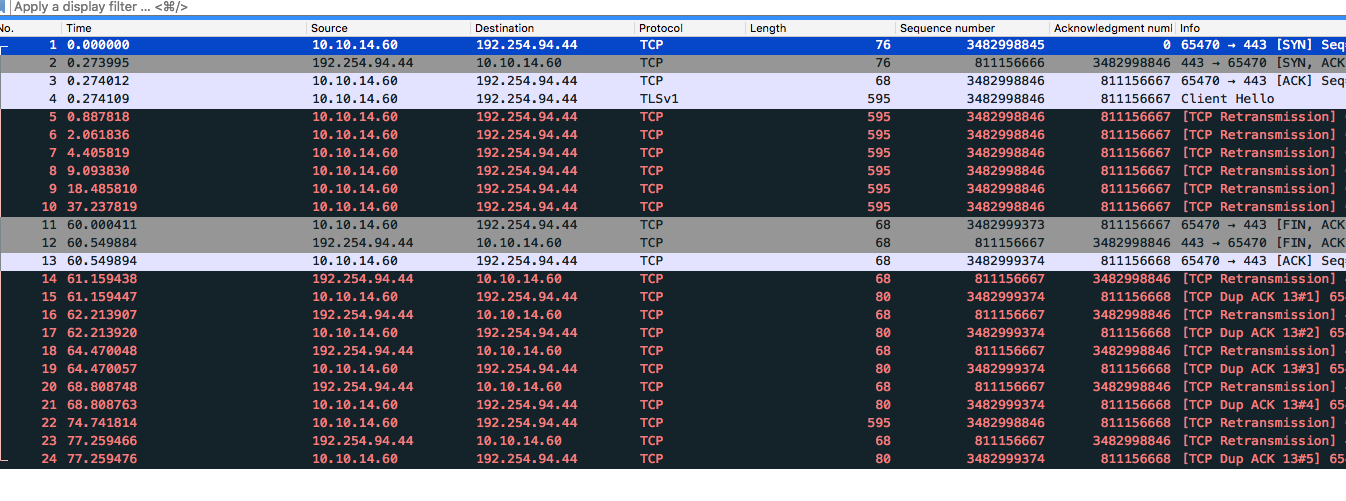 Apply a display filter ... <⌘/>
No. Time Source Destination Protocol Length Sequence number Acknowledgment numl Info
1 0.000000 10.10.14.60 192.254.94.44 TCP 76 3482998845 0 65470 → 443 [SYN] Seq=
2 0.273995 192.254.94.44 10.10.14.60 TCP 76 811156666 3482998846 443 → 65470 [SYN, ACK
3 0.274012 10.10.14.60 192.254.94.44 TCP 68 3482998846 811156667 65470 → 443 [ACK] Seq=
4 0.274109 10.10.14.60 192.254.94.44 TLSv1 595 3482998846 811156667 Client Hello
5 0.887818 10.10.14.60 192.254.94.44 TCP 595 3482998846 811156667 [TCP Retransmission]
6 2.061836 10.10.14.60 192.254.94.44 TCP 595 3482998846 811156667 [TCP Retransmission]
7 4.405819 10.10.14.60 192.254.94.44 TCP 595 3482998846 811156667 [TCP Retransmission]
8 9.093830 10.10.14.60 192.254.94.44 TCP 595 3482998846 811156667 [TCP Retransmission]
9 18.485810 10.10.14.60 192.254.94.44 TCP 595 3482998846 811156667 [TCP Retransmission]
10 37.237819 10.10.14.60 192.254.94.44 TCP 595 3482998846 811156667 [TCP Retransmission]
11 60.000411 10.10.14.60 192.254.94.44 TCP 68 3482999373 811156667 65470 → 443 [FIN, ACK
12 60.549884 192.254.94.44 10.10.14.60 TCP 68 811156667 3482998846 443 → 65470 [FIN, ACK
13 60.549894 10.10.14.60 192.254.94.44 TCP 68 3482999374 811156668 65470 → 443 [ACK] Seq=
14 61.159438 192.254.94.44 10.10.14.60 TCP 68 811156667 3482998846 [TCP Retransmission]
15 61.159447 10.10.14.60 192.254.94.44 TCP 80 3482999374 811156668 [TCP Dup ACK 13#1] 65
16 62.213907 192.254.94.44 10.10.14.60 TCP 68 811156667 3482998846 [TCP Retransmission]
17 62.213920 10.10.14.60 192.254.94.44 TCP 80 3482999374 811156668 [TCP Dup ACK 13#2] 65
18 64.470048 192.254.94.44 10.10.14.60 TCP 68 811156667 3482998846 [TCP Retransmission]
19 64.470057 10.10.14.60 192.254.94.44 TCP 80 3482999374 811156668 [TCP Dup ACK 13#3] 65
20 68.808748 192.254.94.44 10.10.14.60 TCP 68 811156667 3482998846 [TCP Retransmission]
21 68.808763 10.10.14.60 192.254.94.44 TCP 80 3482999374 811156668 [TCP Dup ACK 13#4] 65
22 74.741814 10.10.14.60 192.254.94.44 TCP 595 3482998846 811156668 [TCP Retransmission]
23 77.259466 192.254.94.44 10.10.14.60 TCP 68 811156667 3482998846 [TCP Retransmission]
24 77.259476 10.10.14.60 192.254.94.44 TCP 80 3482999374 811156668 [TCP Dup ACK 13#5] 65